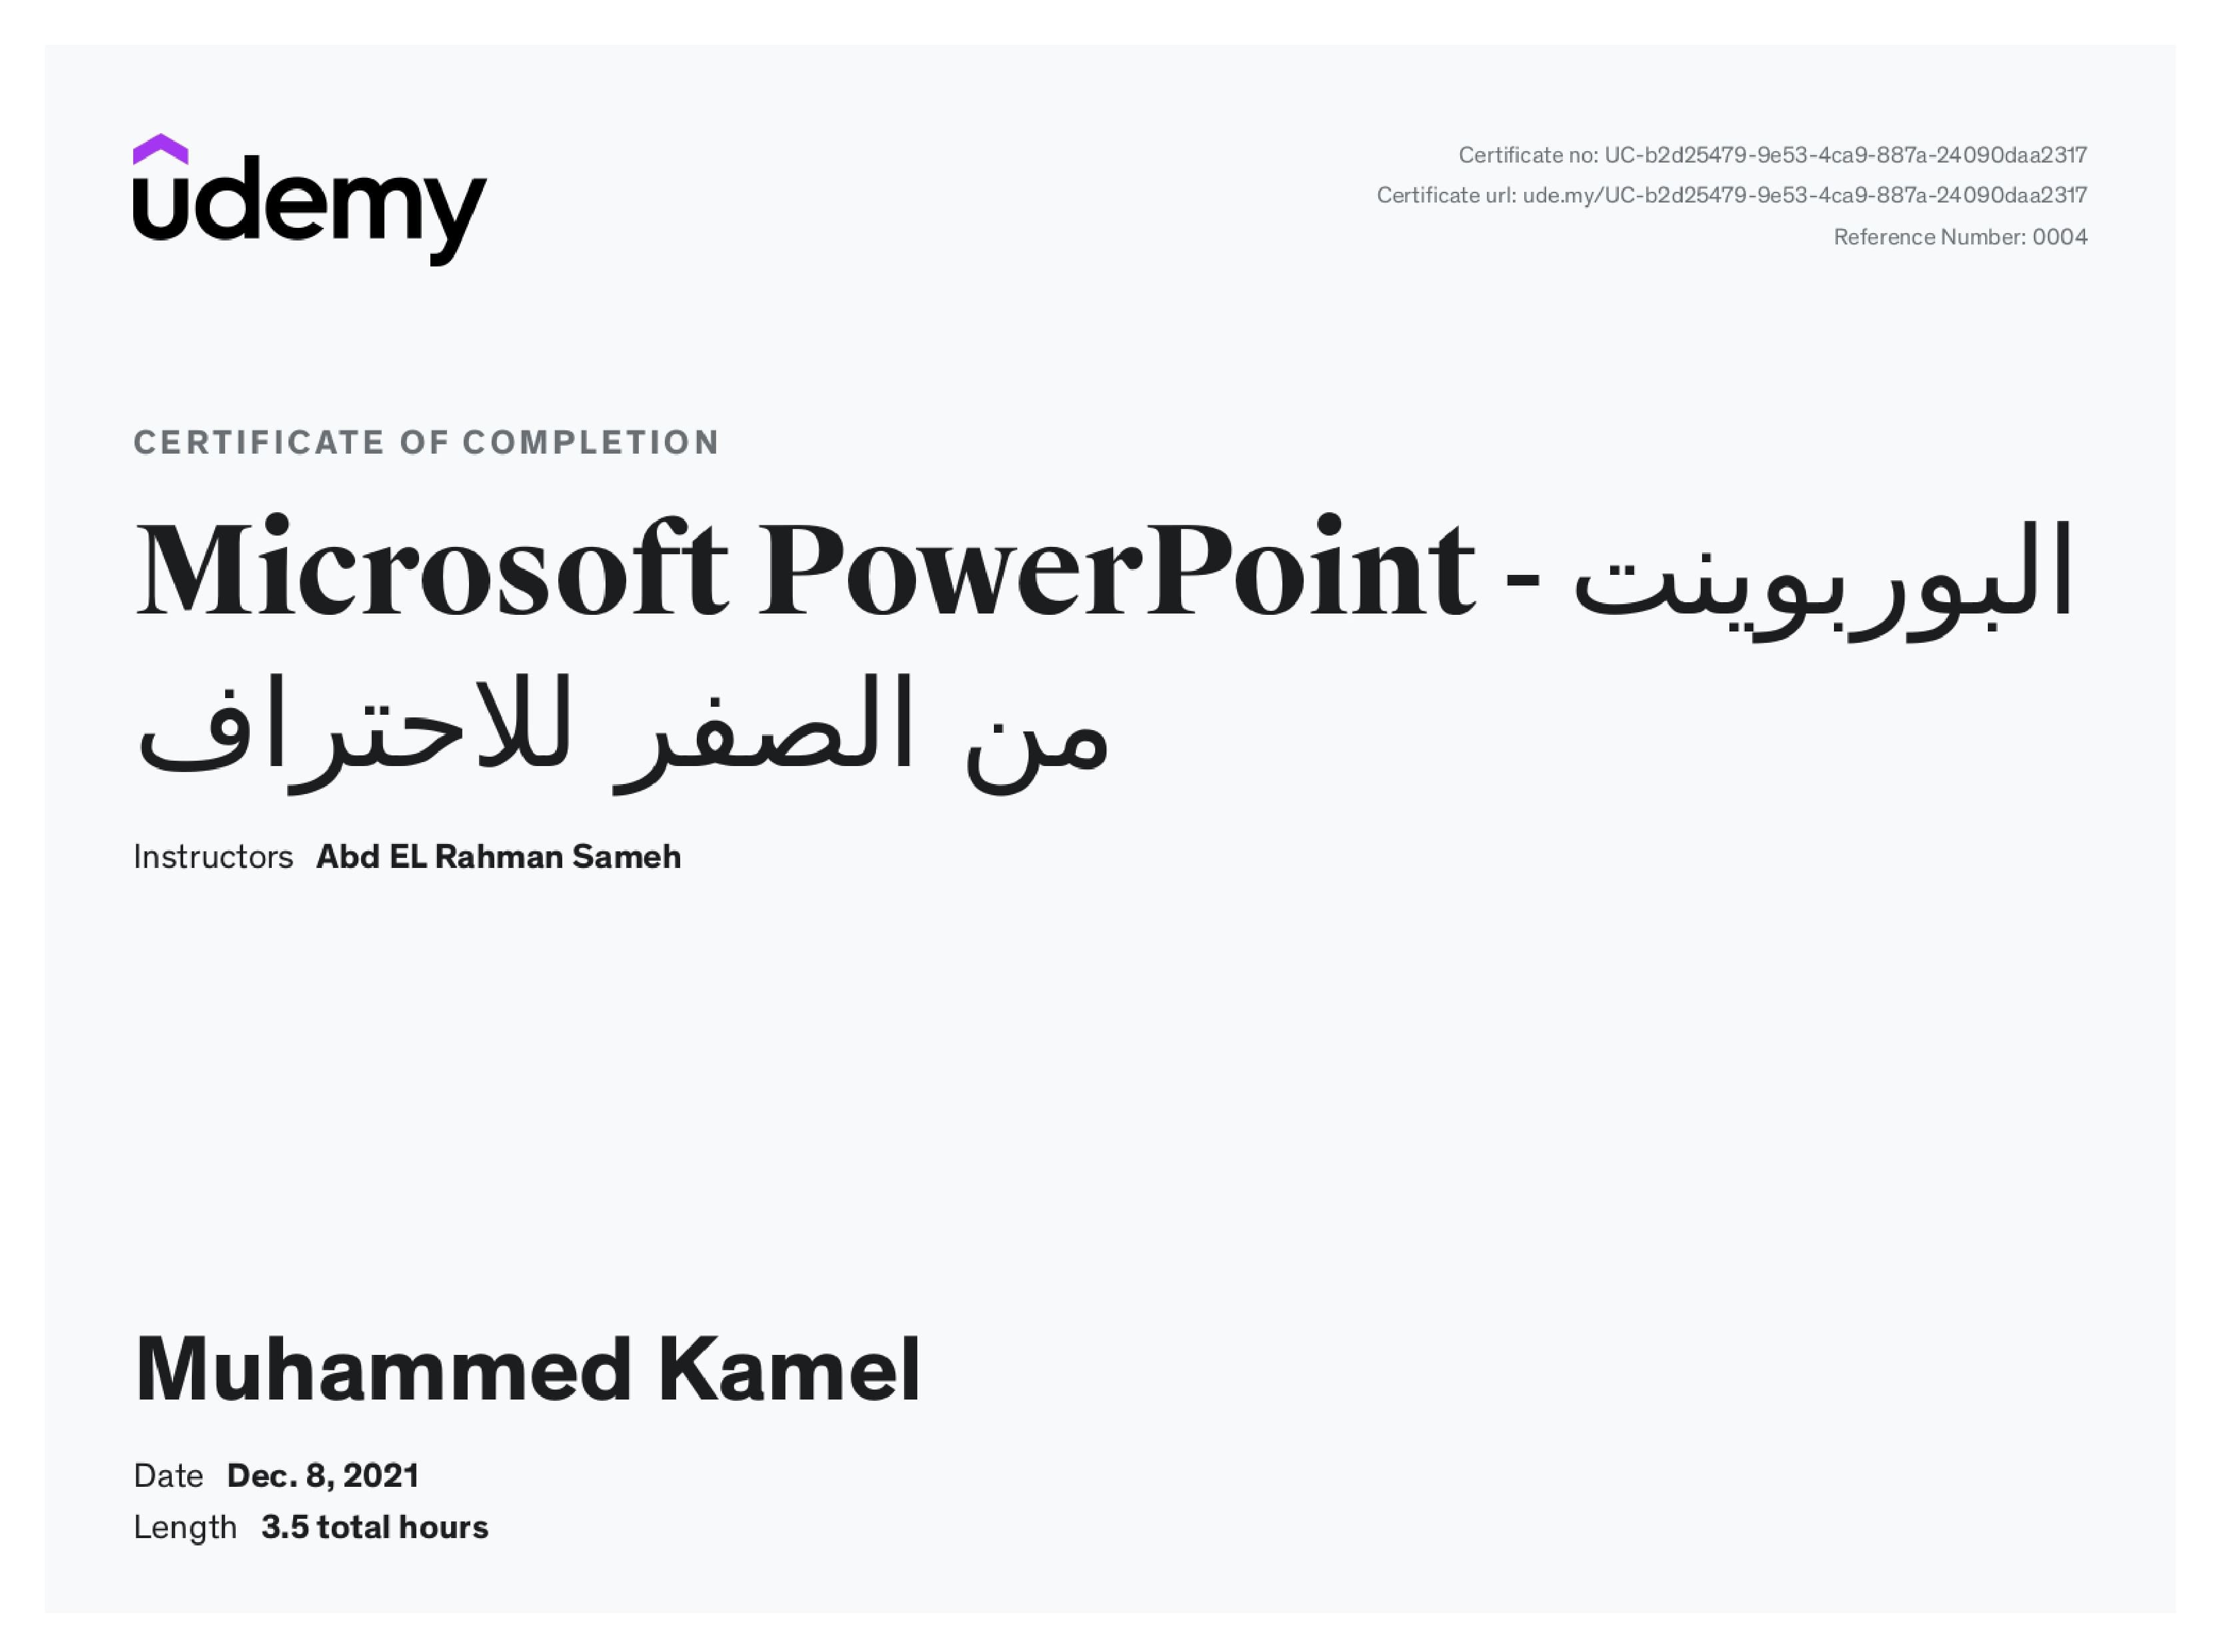 udemy
Certificate no: UC-b2d25479-9e53-4ca9-887a-24090daa2317
Certificate url: ude.my/UC-b2d25479-9e53-4ca9-887a-24090daa2317
Reference Number: 0004
CERTIFICATE OF COMPLETION
Microsoft PowerPoint - البوربوينت
من الصفر للاحتراف
Instructors Abd EL Rahman Sameh
Muhammed Kamel
Date Dec. 8, 2021
Length 3.5 total hours